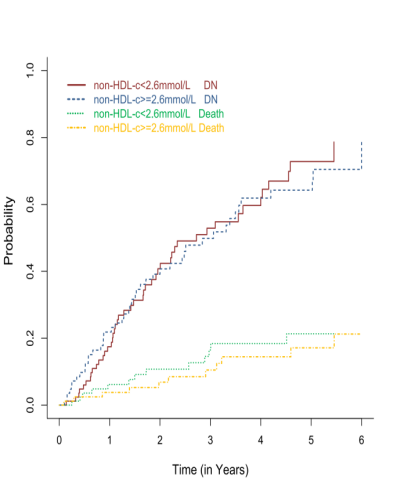 1.0
non-HDL-c<2.6mmol/L DN
non-HDL-c>=2.6mmol/L DN
non-HDL-c<2.6mmol/L Death
non-HDL-c>=2.6mmol/L Death
0.8
0.6
Probability
0.4
0.2
0.0
0 1 2 3 4 5 6
Time (in Years)